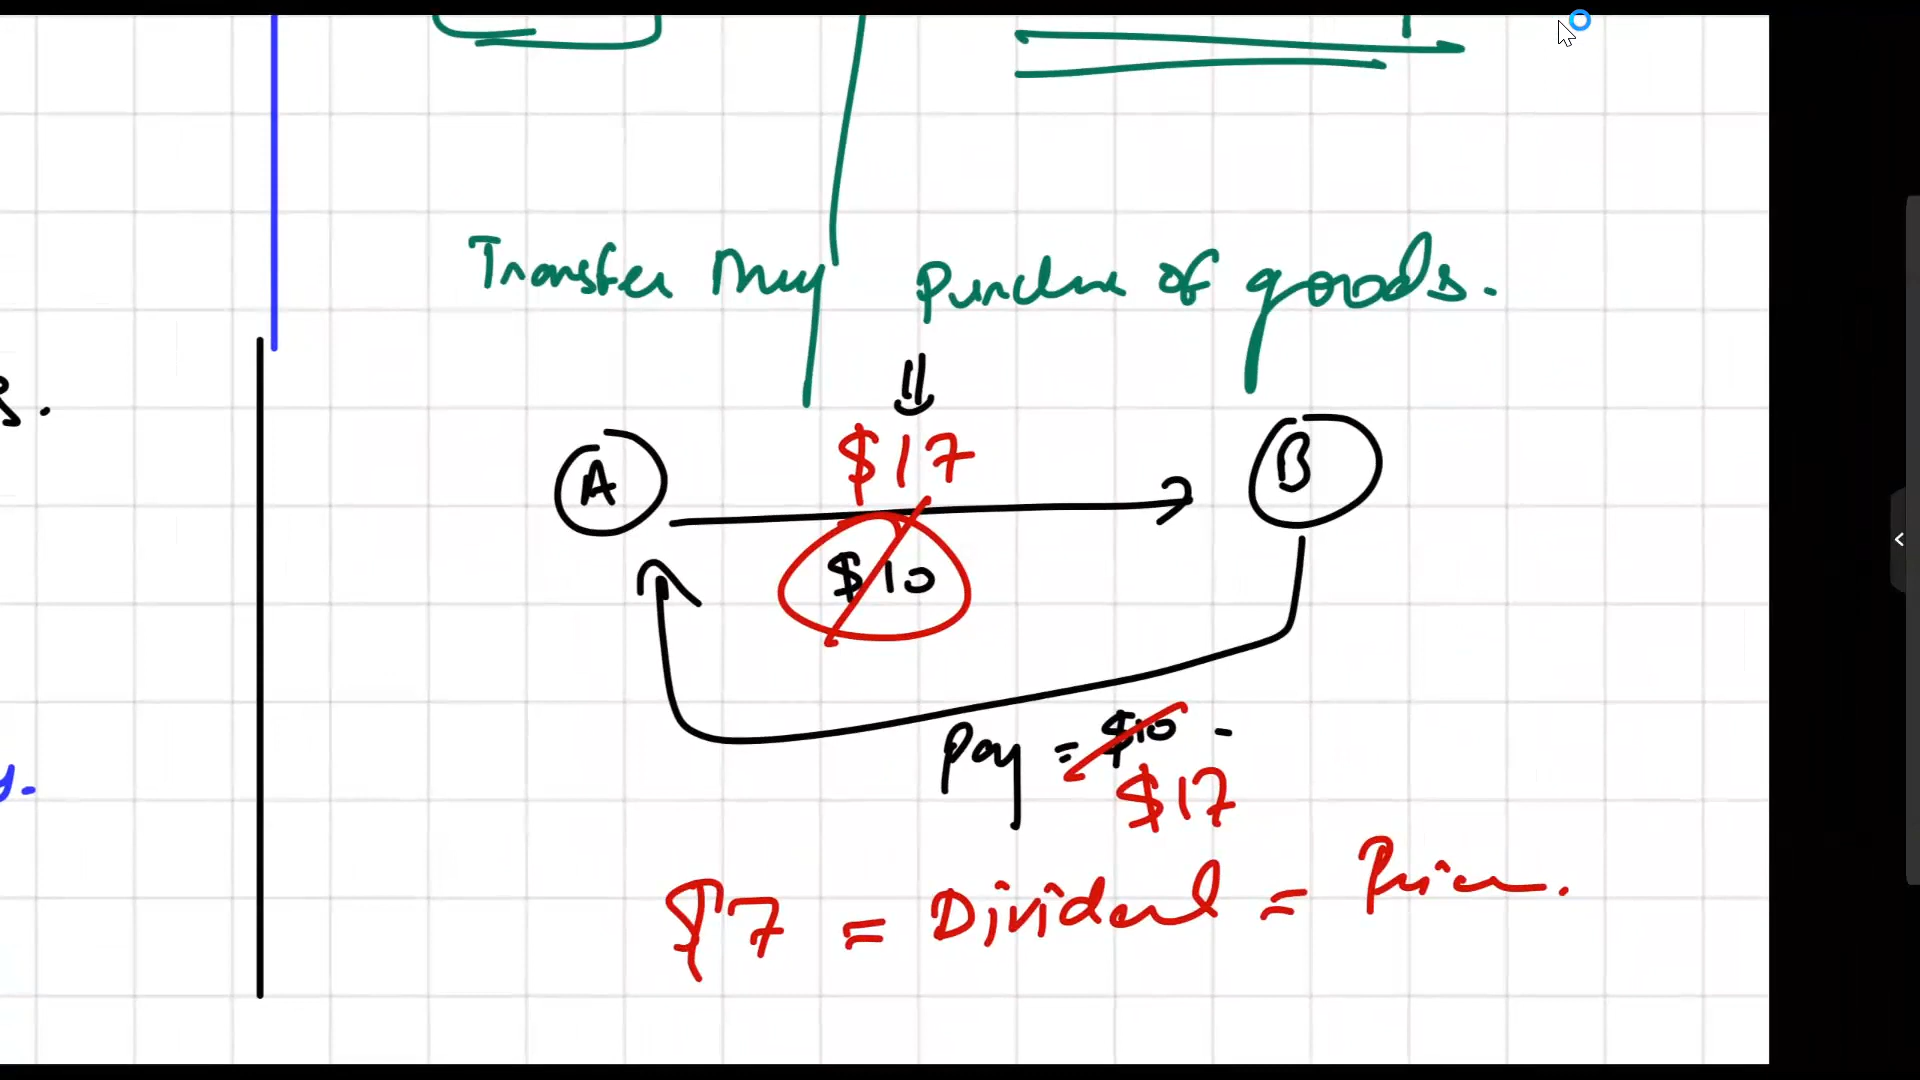 s.
y.
Transfer Money Purchase of goods.
$17
A
B
$10
Pay = $10 -
$17
$7 = Dividend = Price.